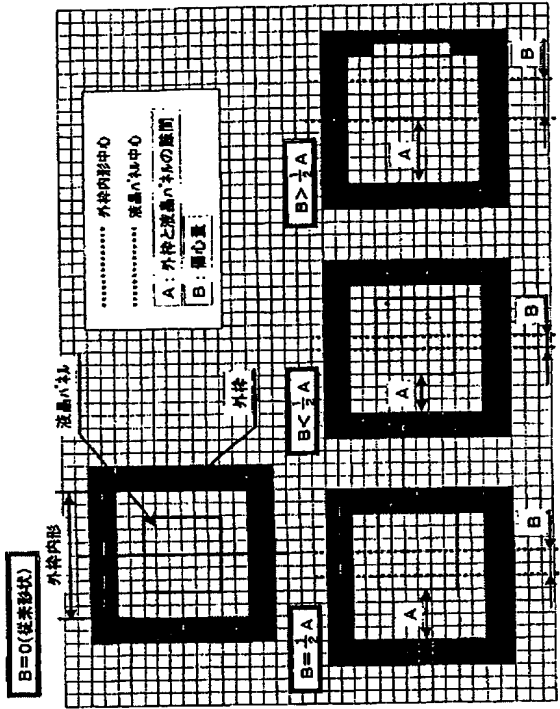 B=0(従来形状)
外枠内形
液晶パネル
外枠
外枠内形中心
液晶パネル中心
A：外枠と液晶パネルの隙間
B：偏心量
B=1/2A
A
B
B<1/2A
A
B
B>1/2A
A
B